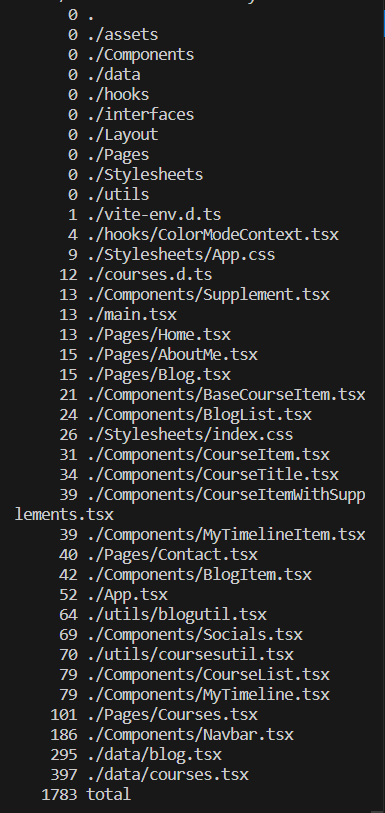 0 .
0 ./assets
0 ./Components
0 ./data
0 ./hooks
0 ./interfaces
0 ./Layout
0 ./Pages
0 ./Stylesheets
0 ./utils
1 ./vite-env.d.ts
4 ./hooks/ColorModeContext.tsx
9 ./Stylesheets/App.css
12 ./courses.d.ts
13 ./Components/Supplement.tsx
13 ./main.tsx
13 ./Pages/Home.tsx
15 ./Pages/AboutMe.tsx
15 ./Pages/Blog.tsx
21 ./Components/BaseCourseItem.tsx
24 ./Components/BlogList.tsx
26 ./Stylesheets/index.css
31 ./Components/CourseItem.tsx
34 ./Components/CourseTitle.tsx
39 ./Components/CourseItemWithSupp
lements.tsx
39 ./Components/MyTimelineItem.tsx
40 ./Pages/Contact.tsx
42 ./Components/BlogItem.tsx
52 ./App.tsx
64 ./utils/blogutil.tsx
69 ./Components/Socials.tsx
70 ./utils/coursesutil.tsx
79 ./Components/CourseList.tsx
79 ./Components/MyTimeline.tsx
101 ./Pages/Courses.tsx
186 ./Components/Navbar.tsx
295 ./data/blog.tsx
397 ./data/courses.tsx
1783 total